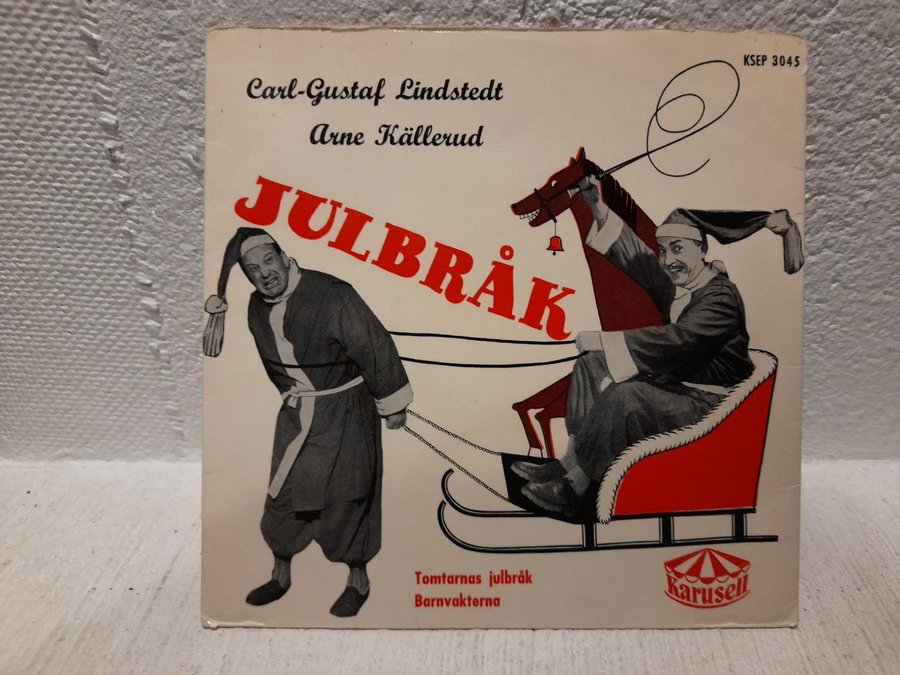 KSEP 3045
Carl-Gustaf Lindstedt
Arne Källerud
JULBRÅK
Tomtarnas julbråk
Barnvakterna
Karusell